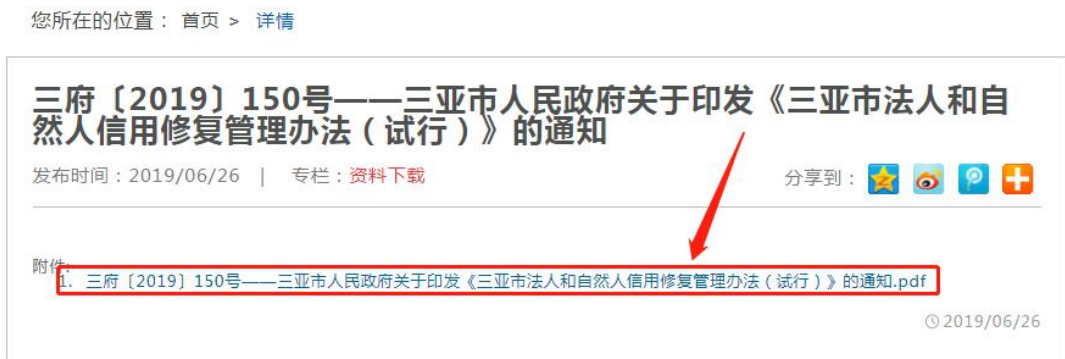 您所在的位置： 首页 > 详情
三府〔2019〕150号——三亚市人民政府关于印发《三亚市法人和自
然人信用修复管理办法（试行）》的通知
发布时间：2019/06/26 | 专栏：资料下载 分享到：
附件：
1. 三府〔2019〕150号——三亚市人民政府关于印发《三亚市法人和自然人信用修复管理办法（试行）》的通知.pdf
2019/06/26